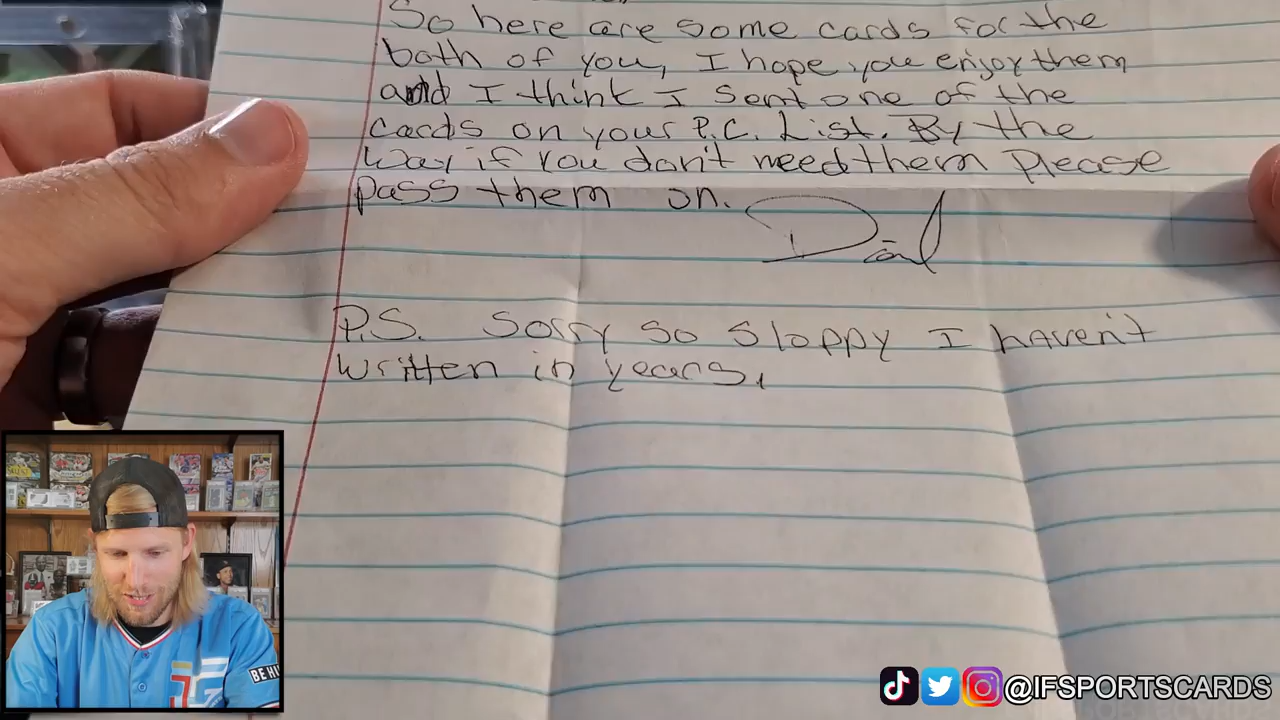 So here are some cards for the
both of you, I hope you enjoy them
and I think I sent one of the
cards on your P.C. List. By the
way if you don't need them please
pass them on.
P.S. Sorry so sloppy I haven't
written in years,
BE HI
@IFSPORTSCARDS